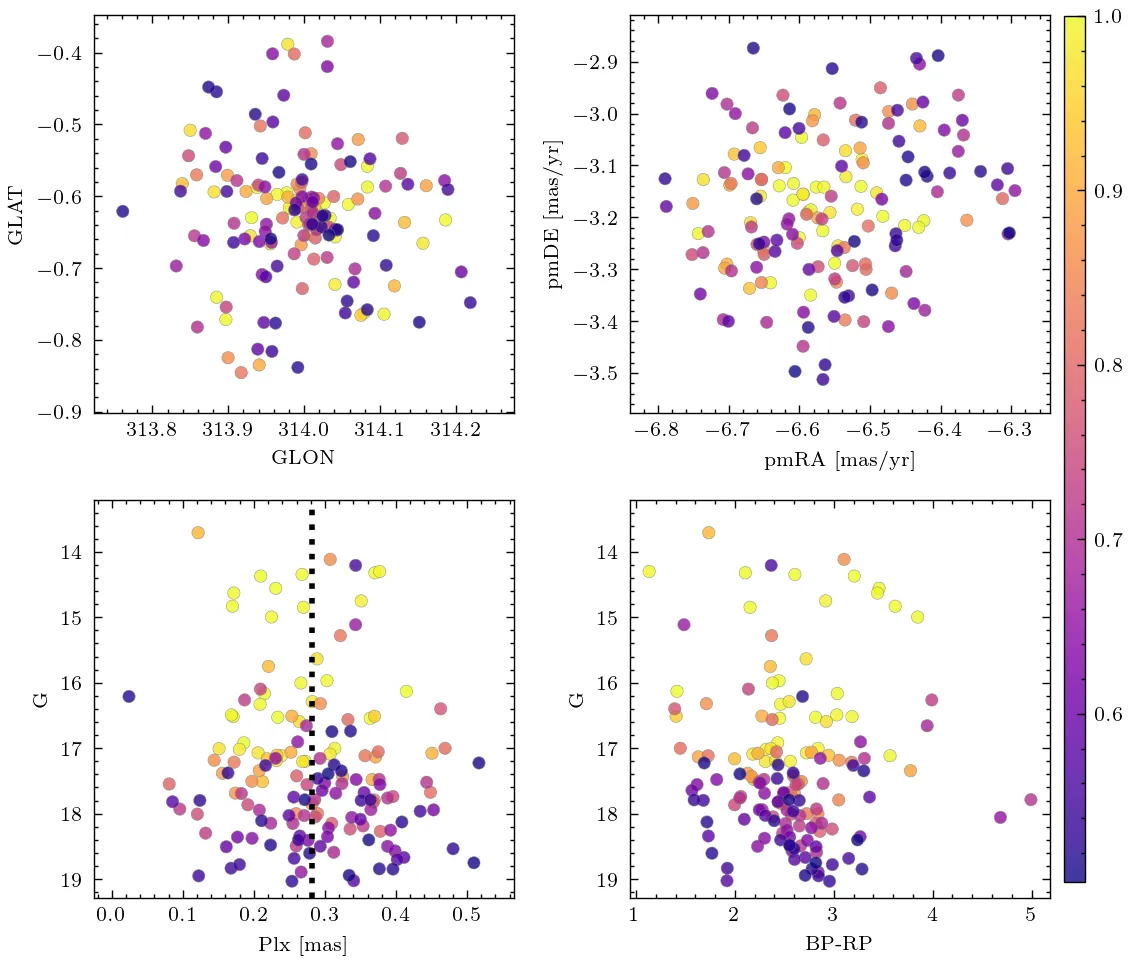 −0.4
−0.5
−0.6
−0.7
−0.8
−0.9
GLAT
313.8 313.9 314.0 314.1 314.2
GLON
−2.9
−3.0
−3.1
−3.2
−3.3
−3.4
−3.5
pmDE [mas/yr]
−6.8 −6.7 −6.6 −6.5 −6.4 −6.3
pmRA [mas/yr]
1.0
0.9
0.8
0.7
0.6
14
15
16
17
18
19
G
0.0 0.1 0.2 0.3 0.4 0.5
Plx [mas]
14
15
16
17
18
19
G
1 2 3 4 5
BP-RP